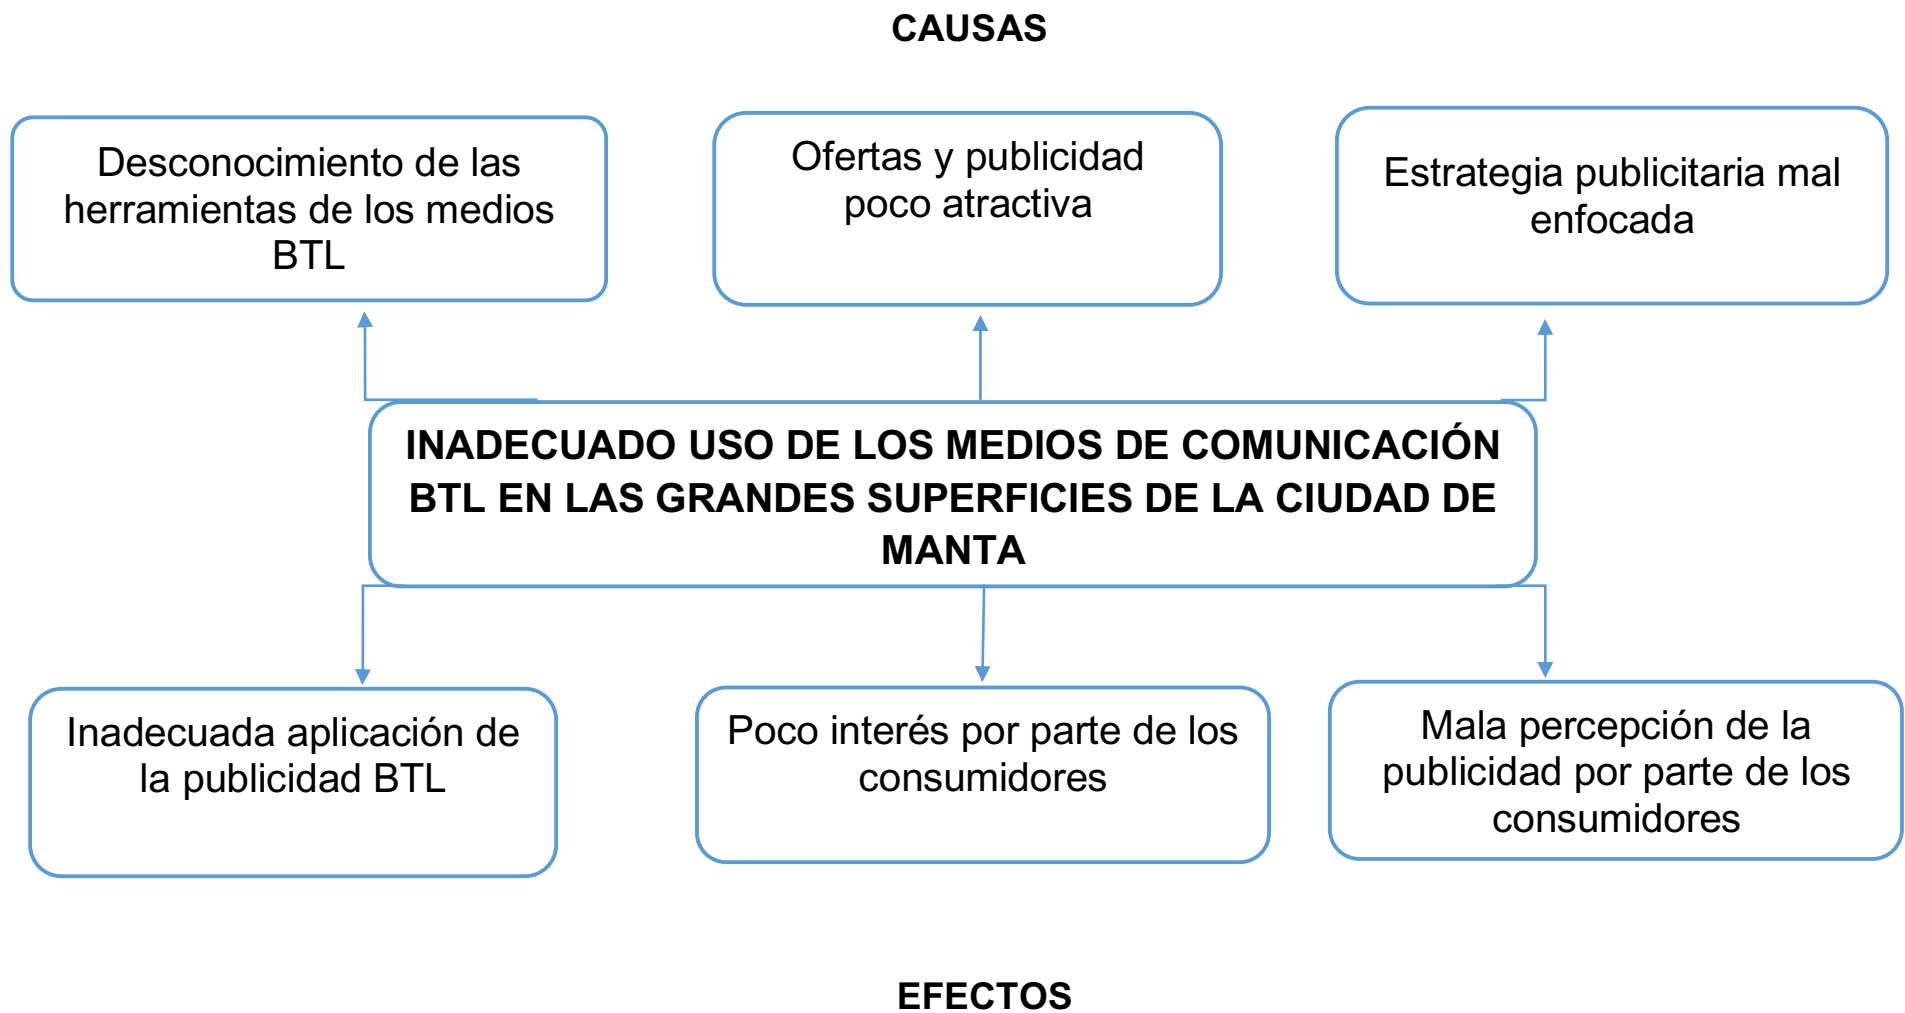 CAUSAS
Desconocimiento de las
herramientas de los medios
BTL
Ofertas y publicidad
poco atractiva
Estrategia publicitaria mal
enfocada
INADECUADO USO DE LOS MEDIOS DE COMUNICACIÓN
BTL EN LAS GRANDES SUPERFICIES DE LA CIUDAD DE
MANTA
Inadecuada aplicación de
la publicidad BTL
Poco interés por parte de los
consumidores
Mala percepción de la
publicidad por parte de los
consumidores
EFECTOS